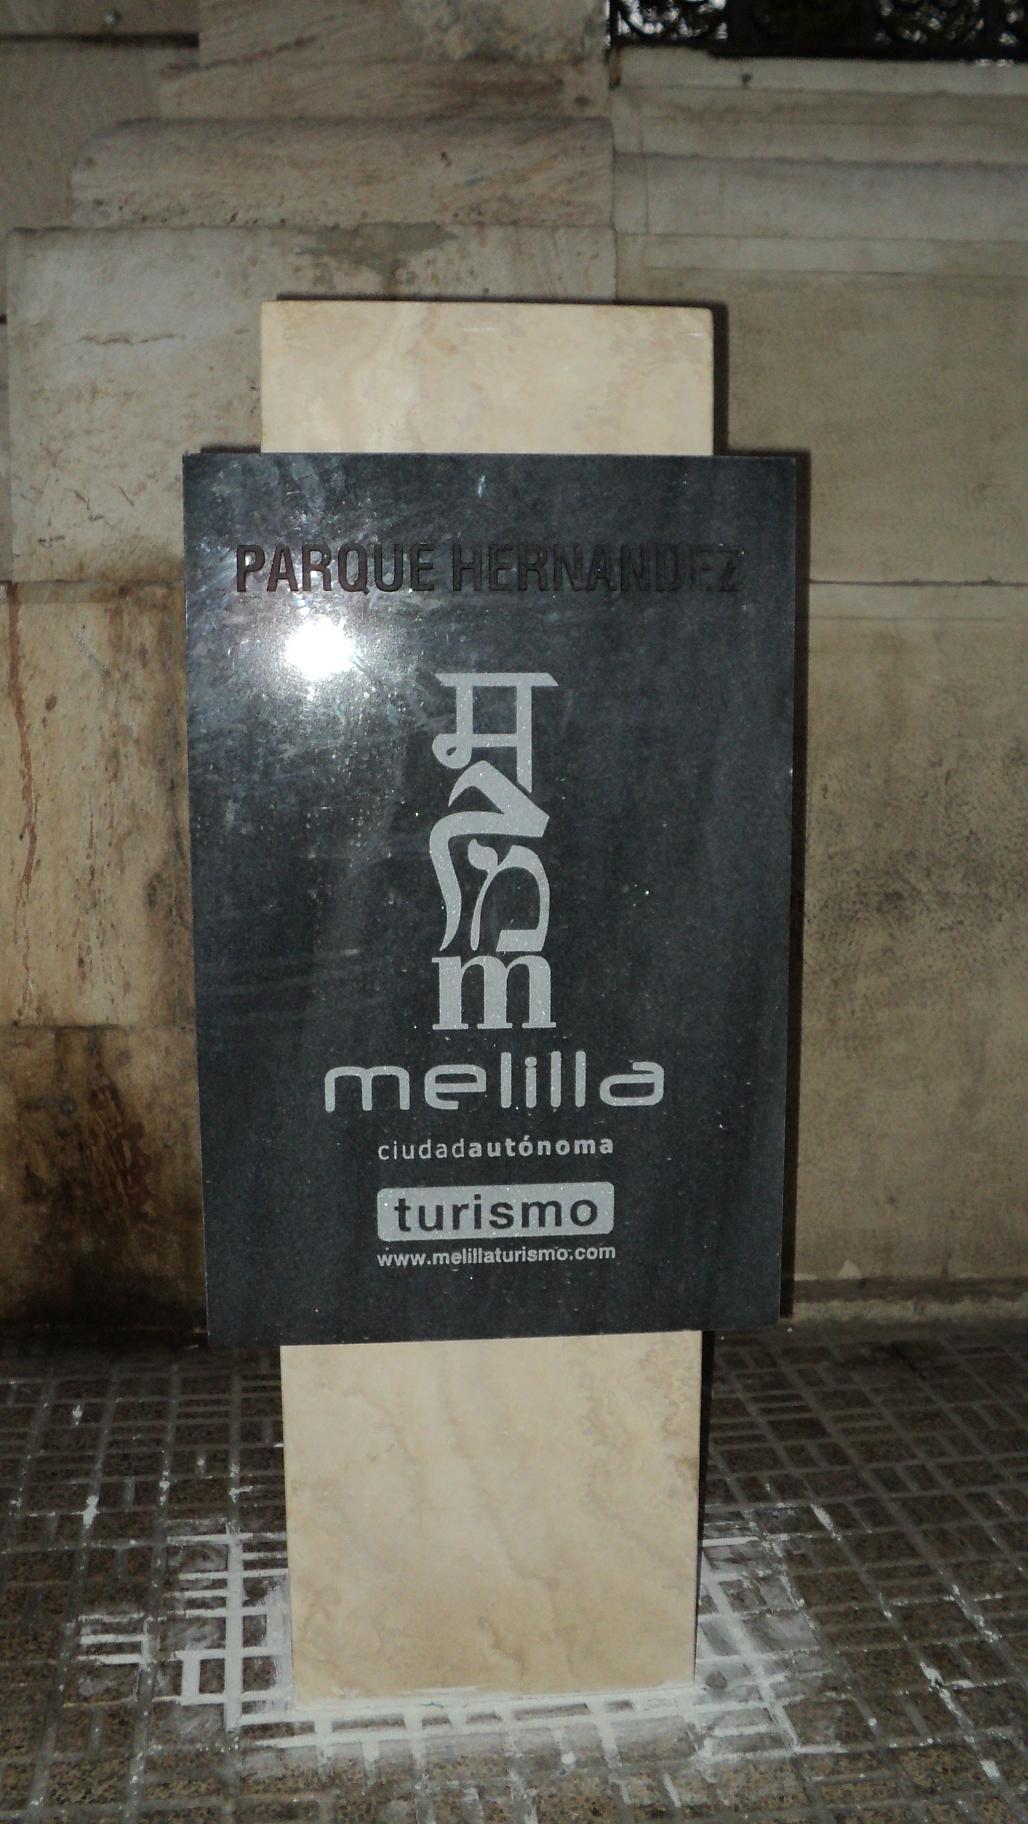 PARQUE HERNANDEZ
म
م
מ
m
melilla
ciudadautónoma
turismo
www.melillaturismo.com